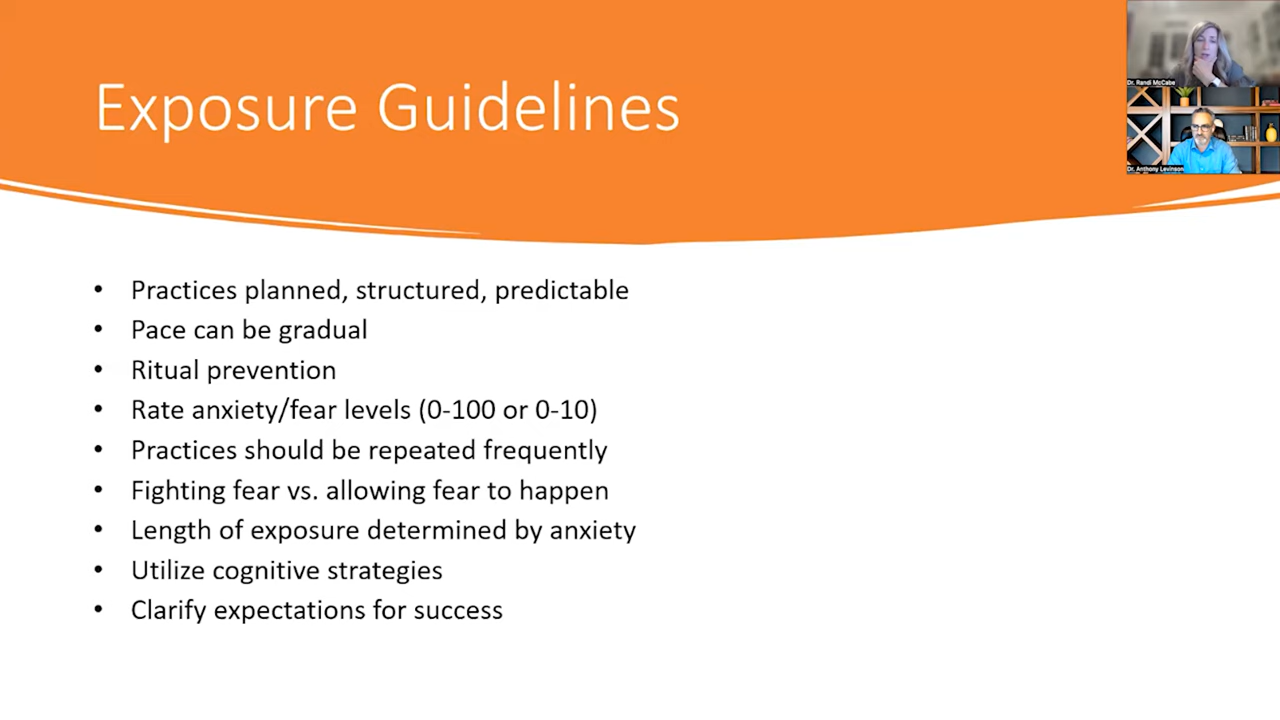 Exposure Guidelines
Dr. Randi McCabe
Dr. Anthony Levinson
• Practices planned, structured, predictable
• Pace can be gradual
• Ritual prevention
• Rate anxiety/fear levels (0-100 or 0-10)
• Practices should be repeated frequently
• Fighting fear vs. allowing fear to happen
• Length of exposure determined by anxiety
• Utilize cognitive strategies
• Clarify expectations for success